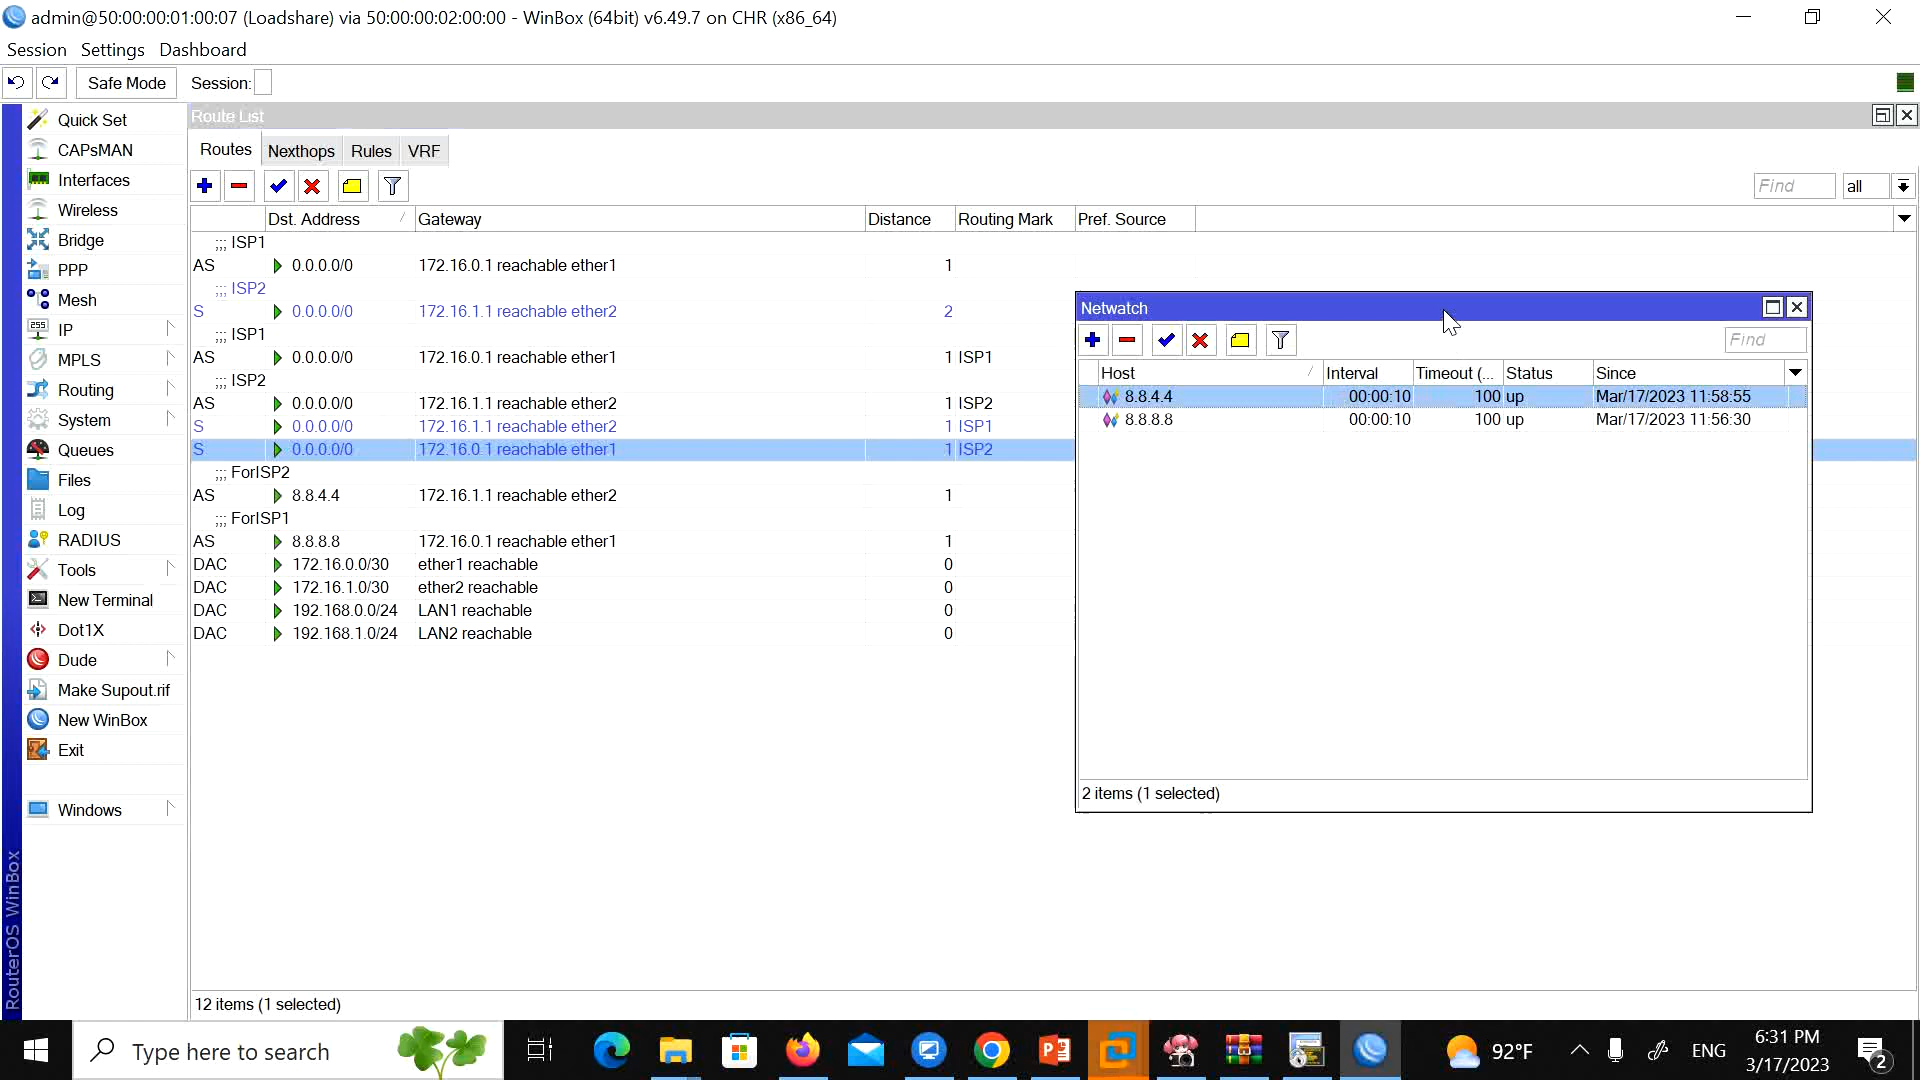 admin@50:00:00:01:00:07 (Loadshare) via 50:00:00:02:00:00 - WinBox (64bit) v6.49.7 on CHR (x86_64)
Session Settings Dashboard
Safe Mode Session:
Quick Set
CAPsMAN
Interfaces
Wireless
Bridge
PPP
Mesh
IP
MPLS
Routing
System
Queues
Files
Log
RADIUS
Tools
New Terminal
Dot1X
Dude
Make Supout.rif
New WinBox
Exit
Windows
RouterOS WinBox
Route List
Routes Nexthops Rules VRF
Find all
Dst. Address Gateway Distance Routing Mark Pref. Source
;;; ISP1
AS 0.0.0.0/0 172.16.0.1 reachable ether1 1
;;; ISP2
S 0.0.0.0/0 172.16.1.1 reachable ether2 2
;;; ISP1
AS 0.0.0.0/0 172.16.0.1 reachable ether1 1 ISP1
;;; ISP2
AS 0.0.0.0/0 172.16.1.1 reachable ether2 1 ISP2
S 0.0.0.0/0 172.16.1.1 reachable ether2 1 ISP1
S 0.0.0.0/0 172.16.0.1 reachable ether1 1 ISP2
;;; ForISP2
AS 8.8.4.4 172.16.1.1 reachable ether2 1
;;; ForISP1
AS 8.8.8.8 172.16.0.1 reachable ether1 1
DAC 172.16.0.0/30 ether1 reachable 0
DAC 172.16.1.0/30 ether2 reachable 0
DAC 192.168.0.0/24 LAN1 reachable 0
DAC 192.168.1.0/24 LAN2 reachable 0
12 items (1 selected)
Netwatch
Find
Host Interval Timeout (... Status Since
8.8.4.4 00:00:10 100 up Mar/17/2023 11:58:55
8.8.8.8 00:00:10 100 up Mar/17/2023 11:56:30
2 items (1 selected)
Type here to search
92°F
ENG
6:31 PM
3/17/2023
2